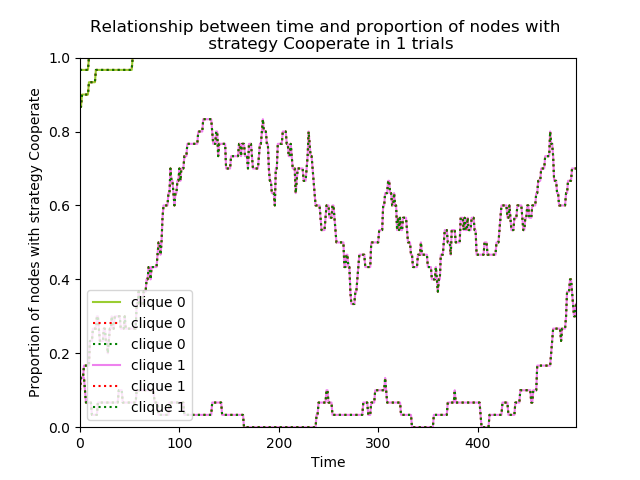 Relationship between time and proportion of nodes with
strategy Cooperate in 1 trials
Proportion of nodes with strategy Cooperate
1.0
0.8
0.6
0.4
0.2
0.0
clique 0
clique 0
clique 0
clique 1
clique 1
clique 1
0
100
200
300
400
Time